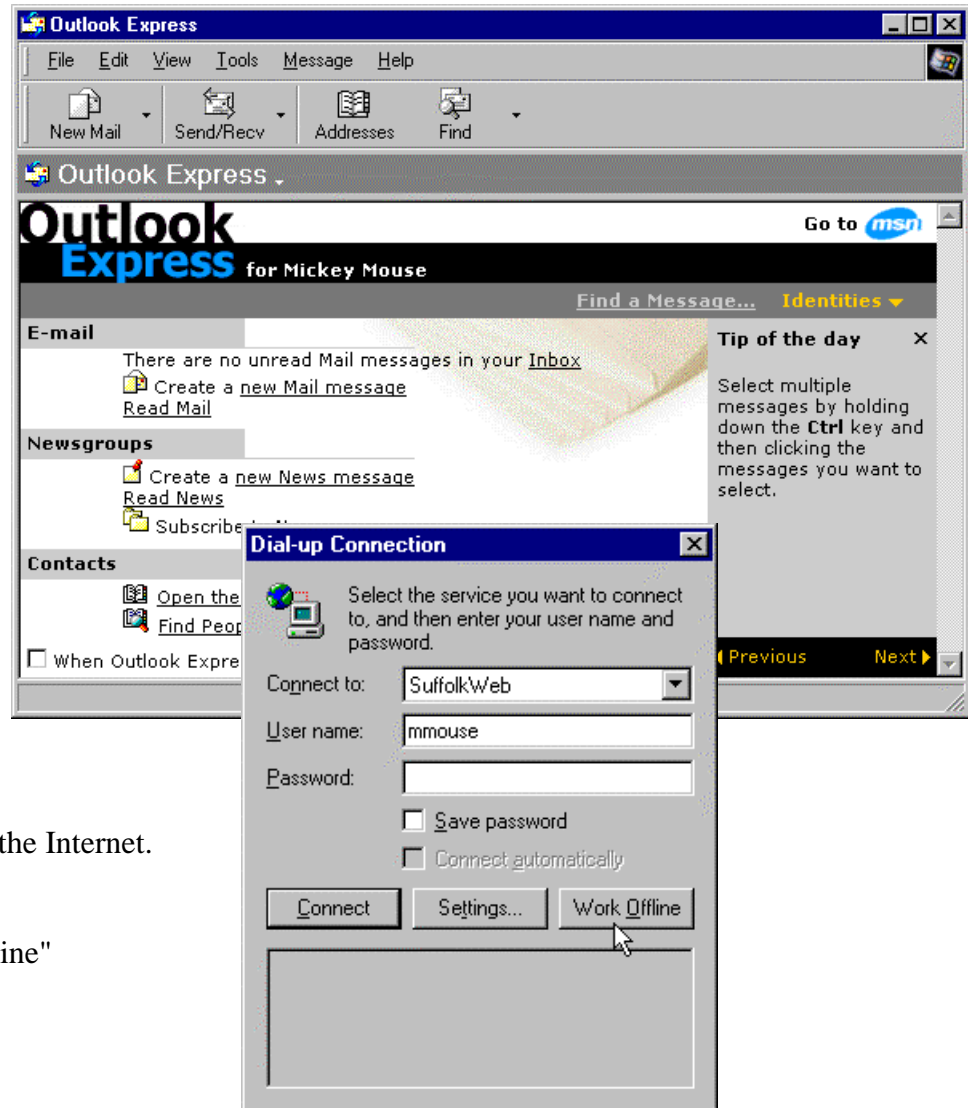 Outlook Express
File Edit View Tools Message Help
New Mail Send/Recv Addresses Find
Outlook Express
Outlook
Go to msn
Express for Mickey Mouse
Find a Message... Identities
E-mail
There are no unread Mail messages in your Inbox
Create a new Mail message
Read Mail
Newsgroups
Create a new News message
Read News
Subscribe
Contacts
Open the
Find Peop
When Outlook Expre
Tip of the day
Select multiple
messages by holding
down the Ctrl key and
then clicking the
messages you want to
select.
Previous Next
Dial-up Connection
Select the service you want to connect
to, and then enter your user name and
password.
Connect to: SuffolkWeb
User name: mmouse
Password:
Save password
Connect automatically
Connect Settings... Work Offline
the Internet.
ine"